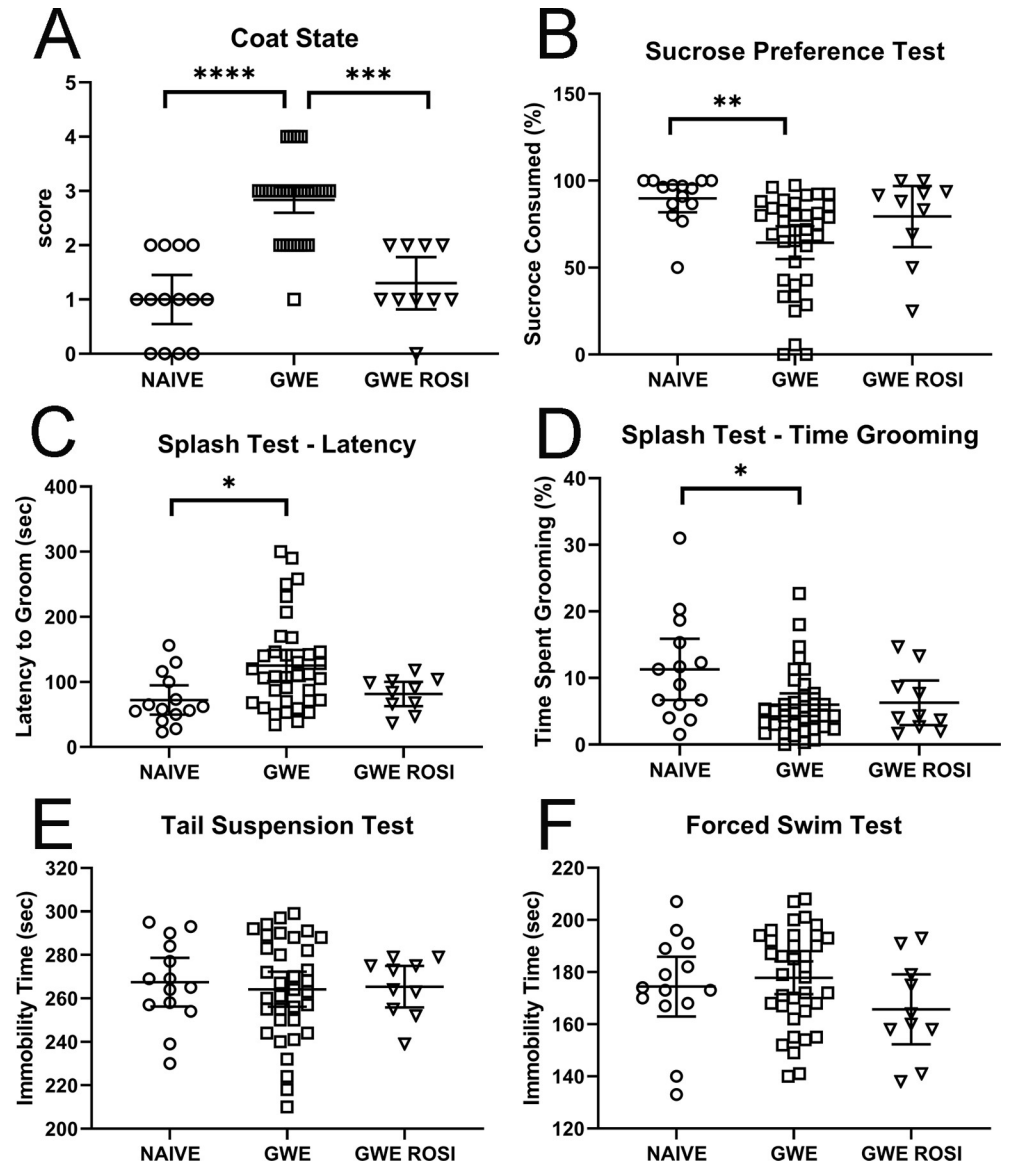 A
Coat State
****
***
5
4
3
2
1
0
score
NAIVE
GWE
GWE ROSI
B
Sucrose Preference Test
**
150
100
50
0
Sucroce Consumed (%)
NAIVE
GWE
GWE ROSI
C
Splash Test - Latency
*
400
300
200
100
0
Latency to Groom (sec)
NAIVE
GWE
GWE ROSI
D
Splash Test - Time Grooming
*
40
30
20
10
0
Time Spent Grooming (%)
NAIVE
GWE
GWE ROSI
E
Tail Suspension Test
320
300
280
260
240
220
200
Immobility Time (sec)
NAIVE
GWE
GWE ROSI
F
Forced Swim Test
220
200
180
160
140
120
Immobility Time (sec)
NAIVE
GWE
GWE ROSI